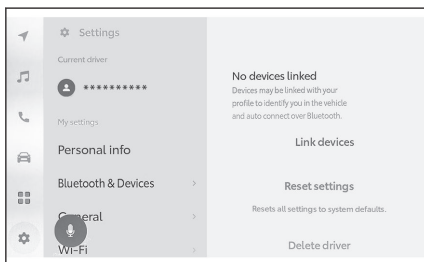 Settings
Current driver
**********
My settings
Personal info
Bluetooth & Devices
General
Wi-Fi
No devices linked
Devices may be linked with your
profile to identify you in the vehicle
and auto connect over Bluetooth.
Link devices
Reset settings
Resets all settings to system defaults.
Delete driver